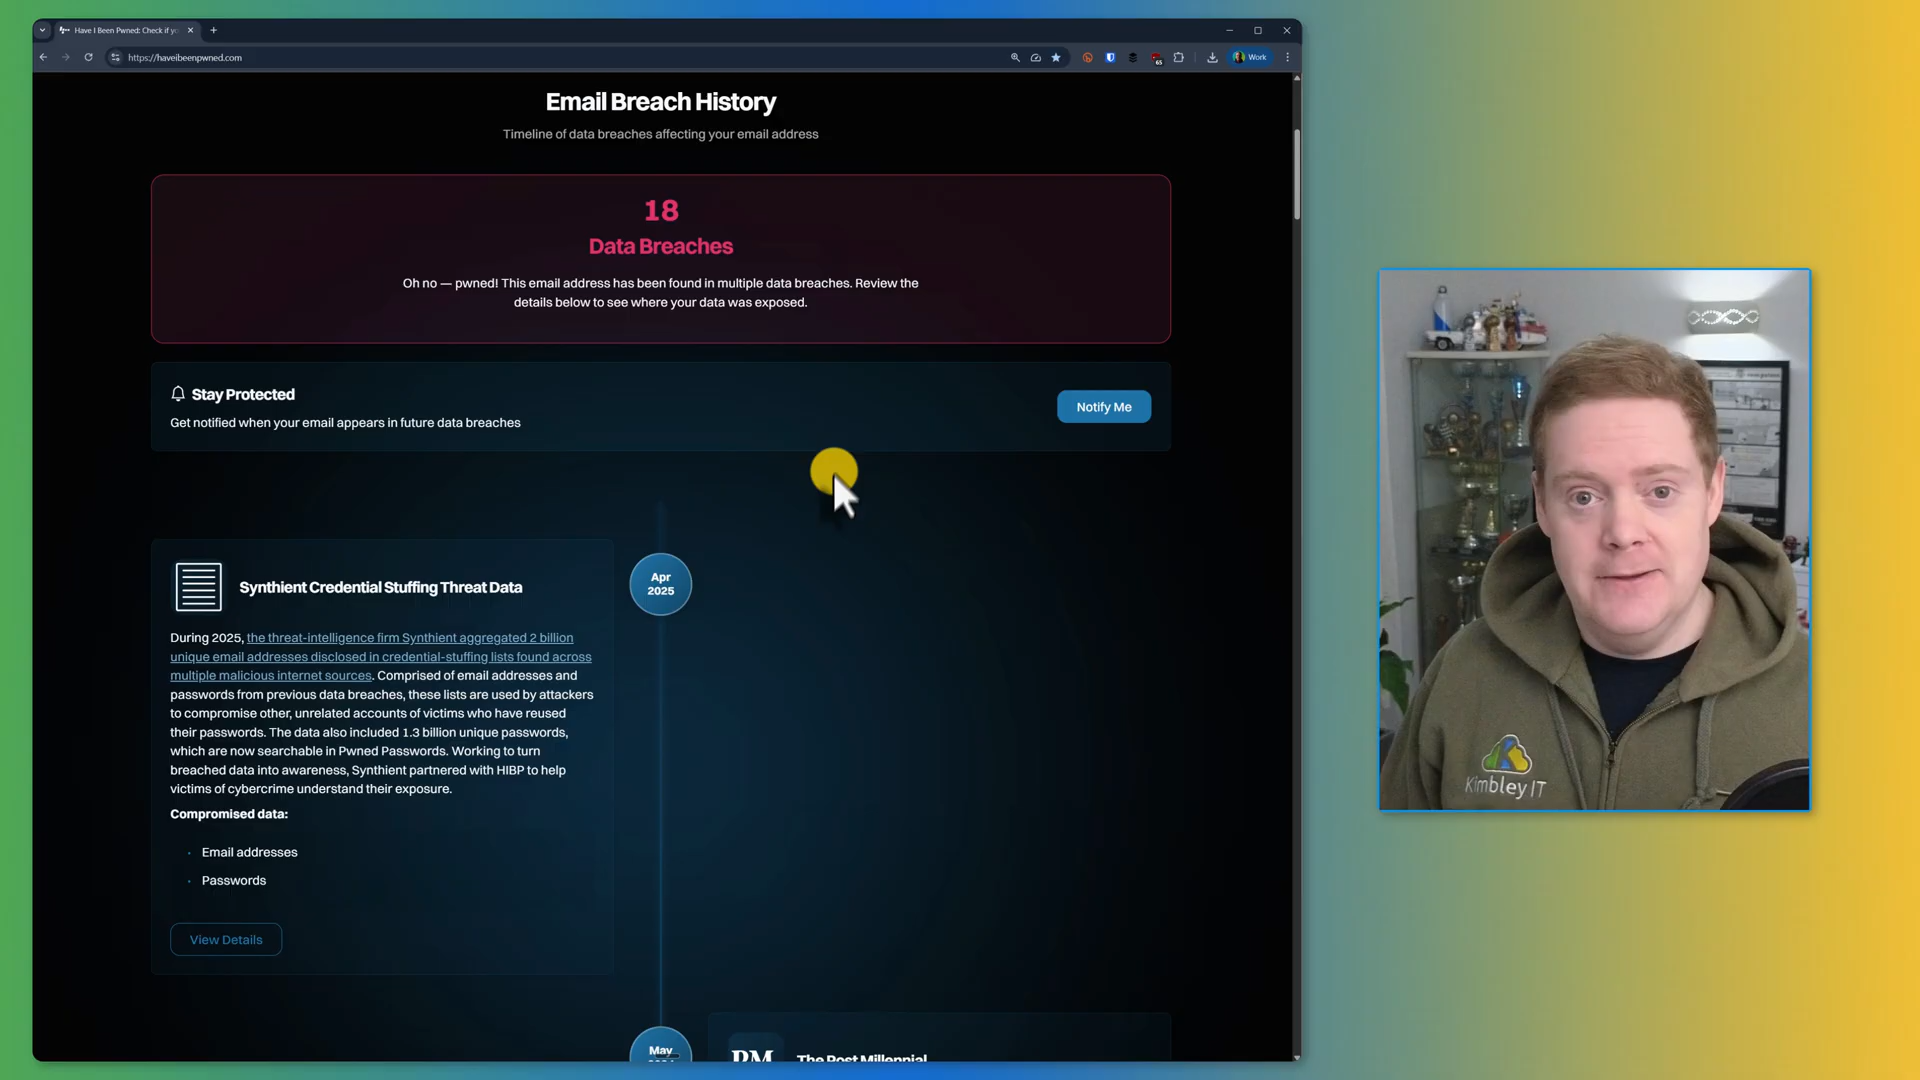 Have I Been Pwned: Check if yo
https://haveibeenpwned.com
65
Work
Email Breach History
Timeline of data breaches affecting your email address
18
Data Breaches
Oh no — pwned! This email address has been found in multiple data breaches. Review the
details below to see where your data was exposed.
Stay Protected
Get notified when your email appears in future data breaches
Notify Me
Synthient Credential Stuffing Threat Data
Apr
2025
During 2025, the threat-intelligence firm Synthient aggregated 2 billion
unique email addresses disclosed in credential-stuffing lists found across
multiple malicious internet sources. Comprised of email addresses and
passwords from previous data breaches, these lists are used by attackers
to compromise other, unrelated accounts of victims who have reused
their passwords. The data also included 1.3 billion unique passwords,
which are now searchable in Pwned Passwords. Working to turn
breached data into awareness, Synthient partnered with HIBP to help
victims of cybercrime understand their exposure.
Compromised data:
Email addresses
Passwords
View Details
May
PM
The Post Millennial
Kimbley IT